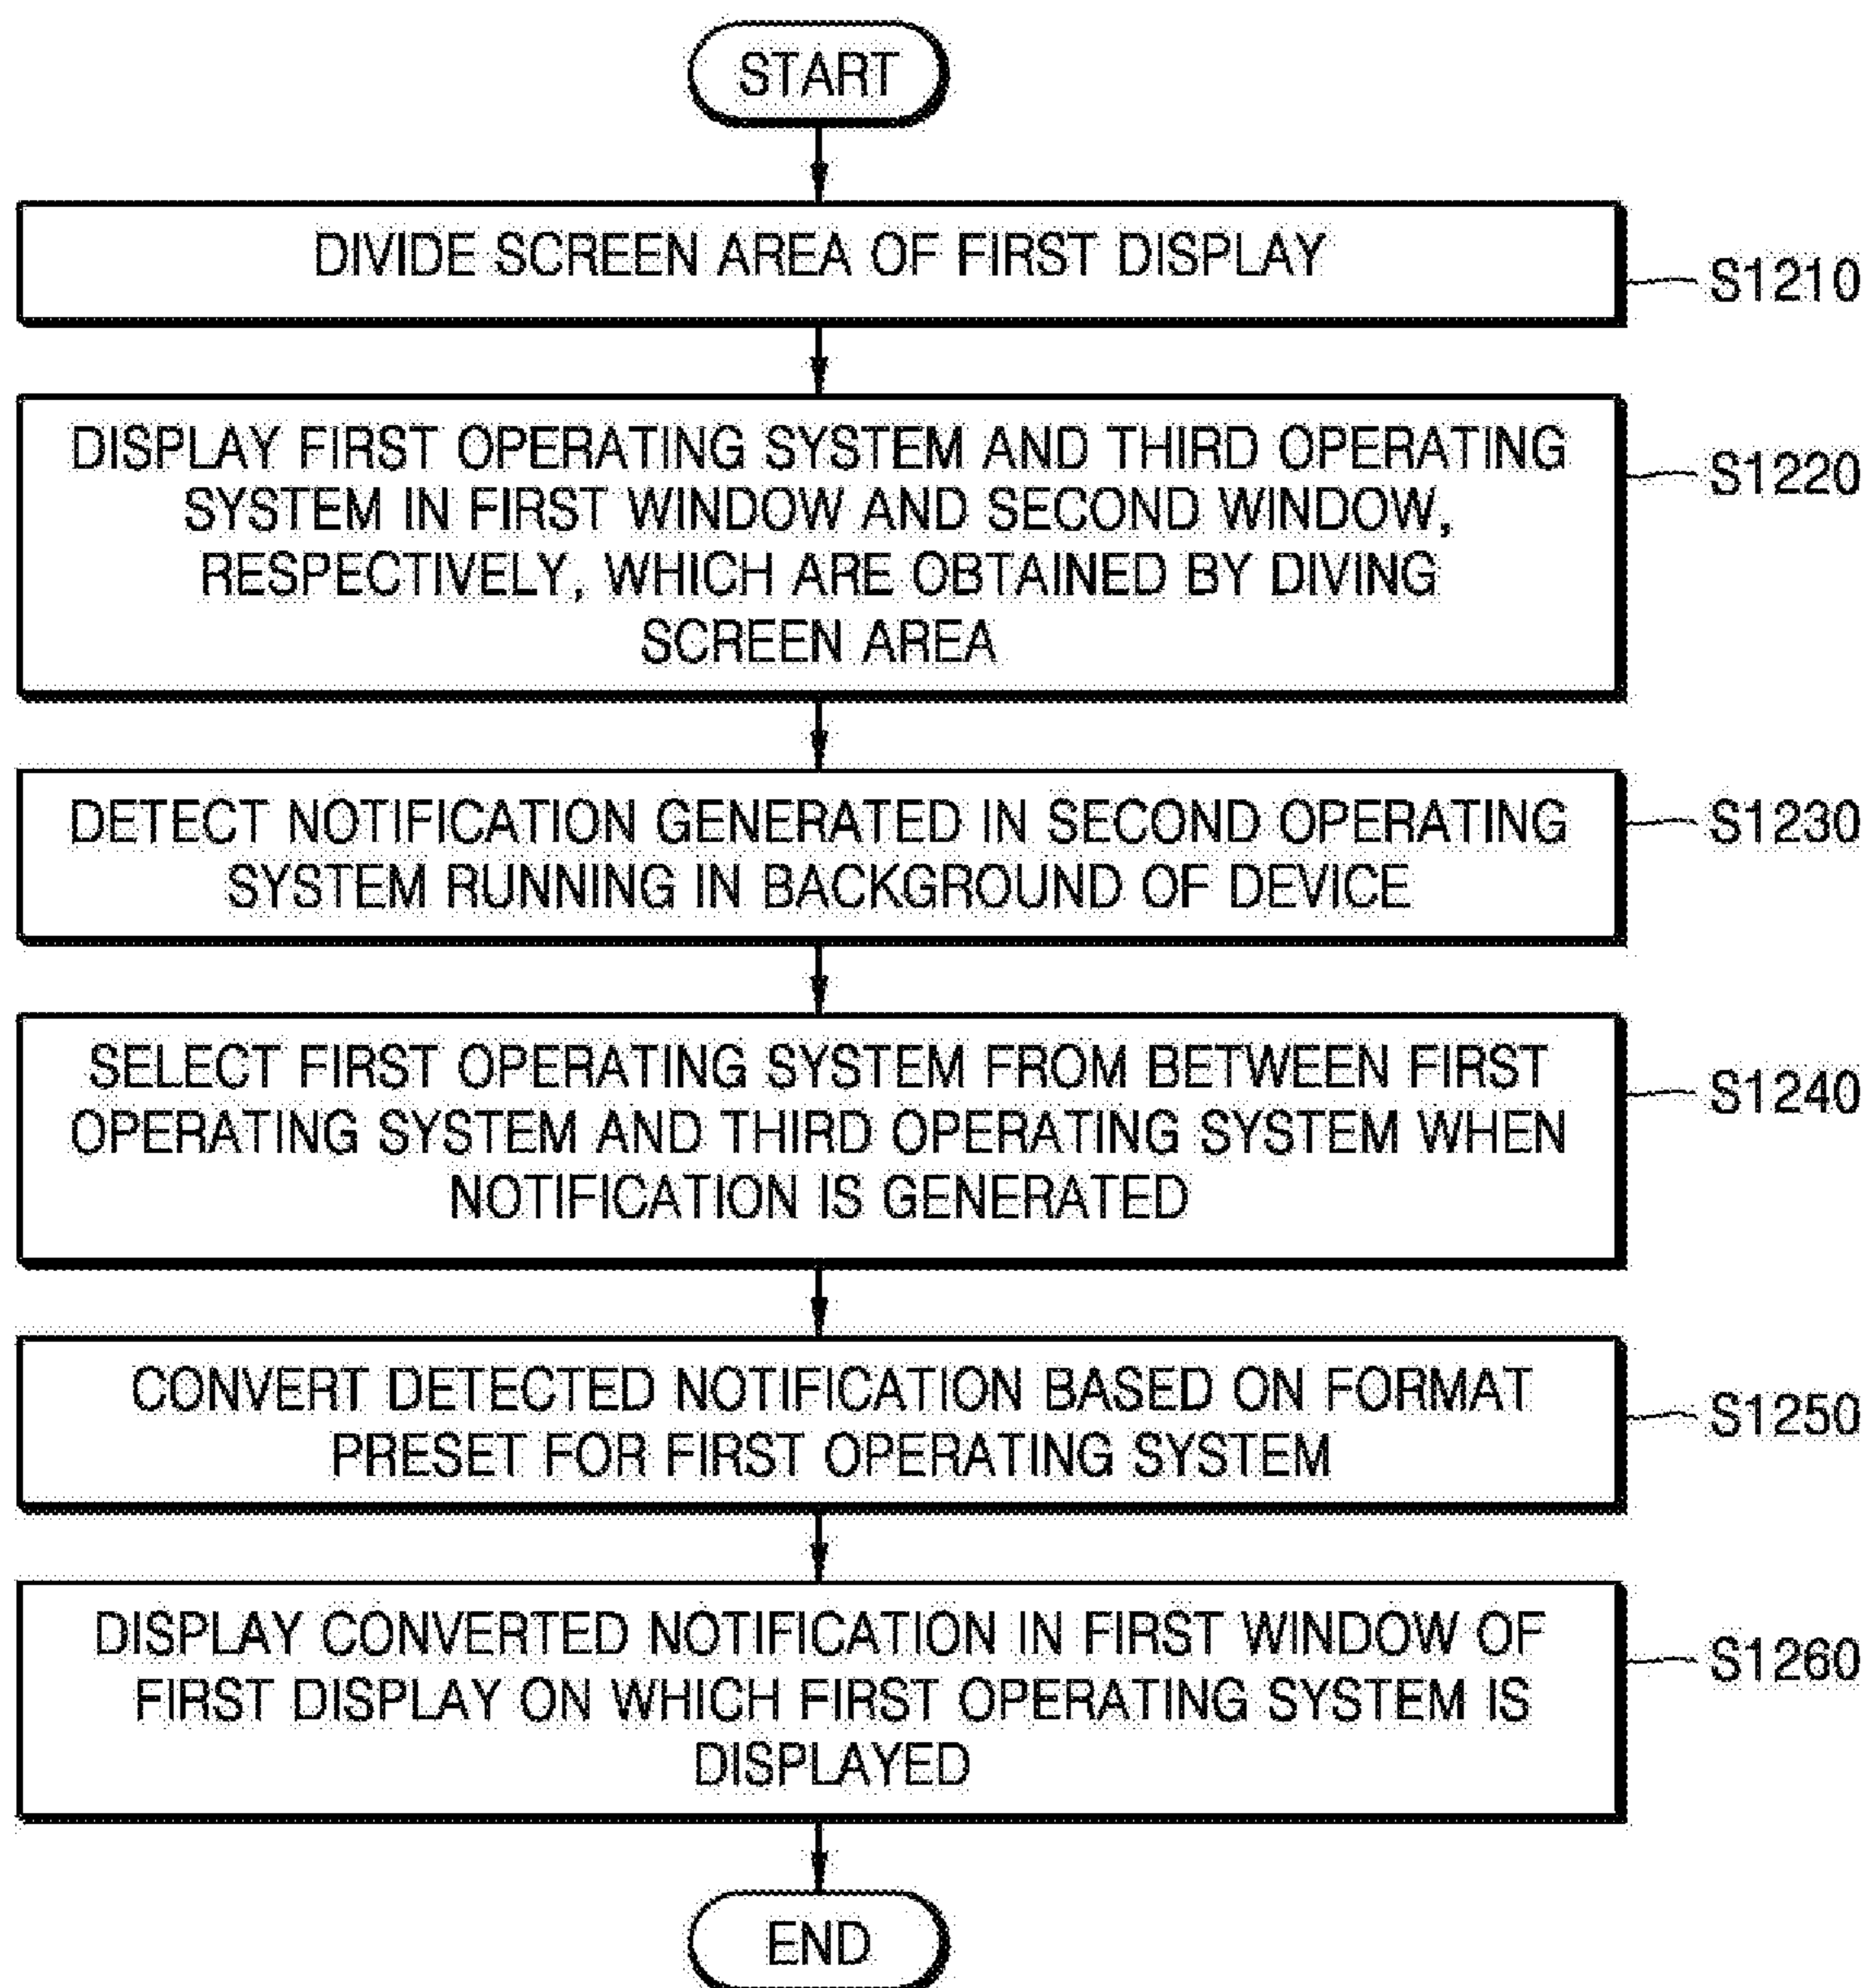 START
DIVIDE SCREEN AREA OF FIRST DISPLAY
S1210
DISPLAY FIRST OPERATING SYSTEM AND THIRD OPERATING
SYSTEM IN FIRST WINDOW AND SECOND WINDOW,
RESPECTIVELY, WHICH ARE OBTAINED BY DIVING
SCREEN AREA
S1220
DETECT NOTIFICATION GENERATED IN SECOND OPERATING
SYSTEM RUNNING IN BACKGROUND OF DEVICE
S1230
SELECT FIRST OPERATING SYSTEM FROM BETWEEN FIRST
OPERATING SYSTEM AND THIRD OPERATING SYSTEM WHEN
NOTIFICATION IS GENERATED
S1240
CONVERT DETECTED NOTIFICATION BASED ON FORMAT
PRESET FOR FIRST OPERATING SYSTEM
S1250
DISPLAY CONVERTED NOTIFICATION IN FIRST WINDOW OF
FIRST DISPLAY ON WHICH FIRST OPERATING SYSTEM IS
DISPLAYED
S1260
END